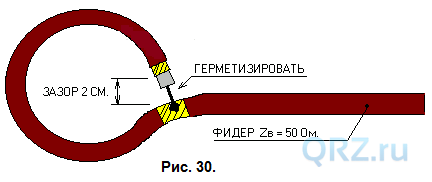 ГЕРМЕТИЗИРОВАТЬ
ЗАЗОР 2 СМ.
ФИДЕР Zв = 50 Ом.
QRZ.ru
Рис. 30.